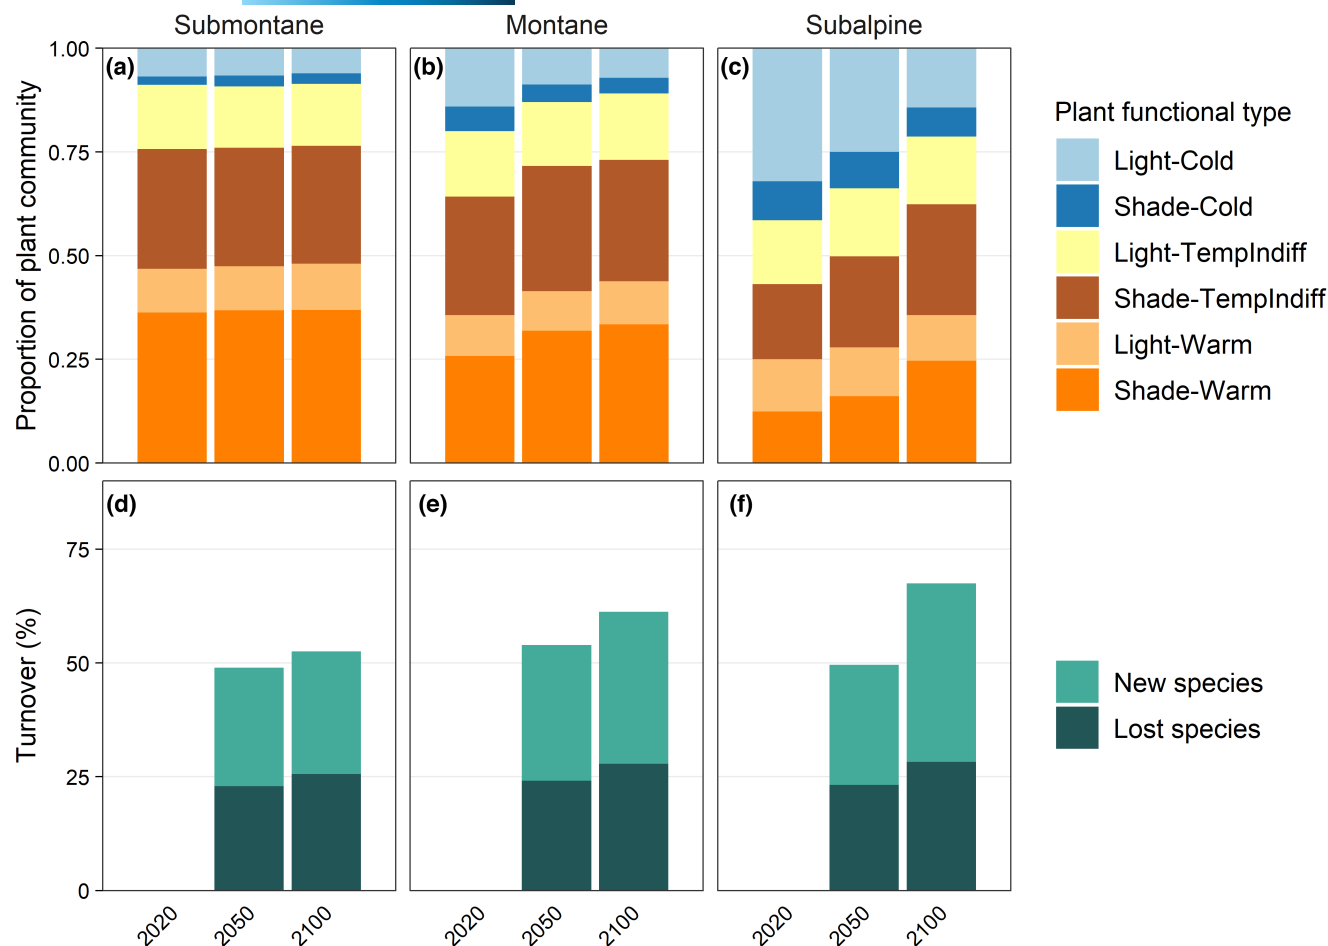 Submontane
Montane
Subalpine
Proportion of plant community
1.00
0.75
0.50
0.25
0.00
(a)
(b)
(c)
Plant functional type
Light-Cold
Shade-Cold
Light-TempIndiff
Shade-TempIndiff
Light-Warm
Shade-Warm
Turnover (%)
75
50
25
0
(d)
(e)
(f)
New species
Lost species
2020
2050
2100
2020
2050
2100
2020
2050
2100